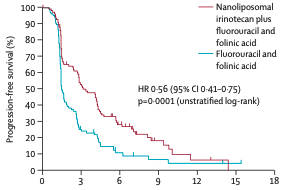 Progression-free survival (%)
100
90
80
70
60
50
40
30
20
10
0
0 3 6 9 12 15 18
Nanoliposomal
irinotecan plus
fluorouracil and
folinic acid
Fluorouracil and
folinic acid
HR 0·56 (95% CI 0·41–0·75)
p=0·0001 (unstratified log-rank)